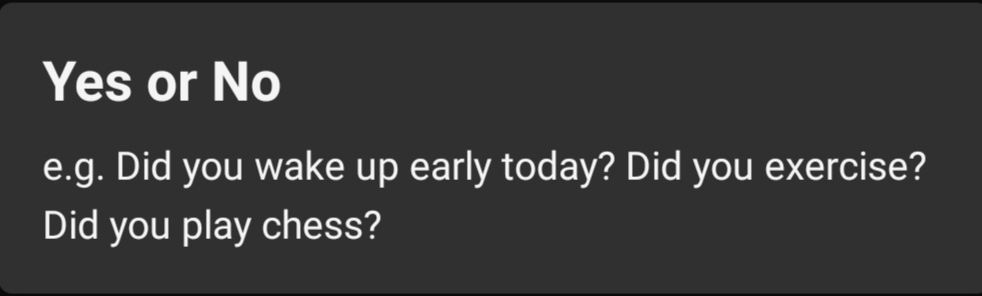 Yes or No
e.g. Did you wake up early today? Did you exercise?
Did you play chess?